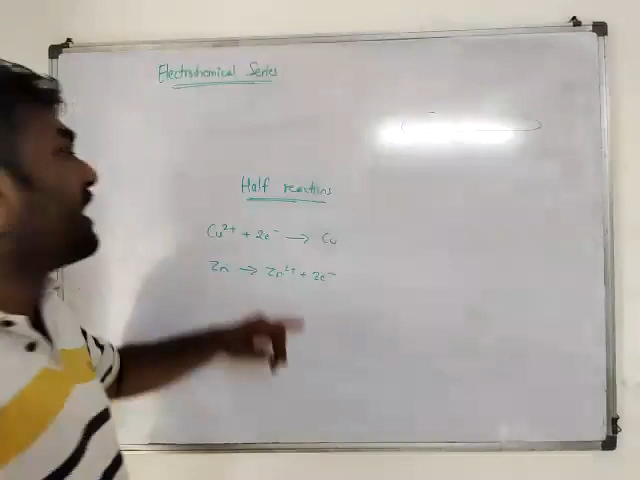 Electrochemical Series
Half reactions
Cu²⁺ + 2e⁻ → Cu
Zn → Zn²⁺ + 2e⁻